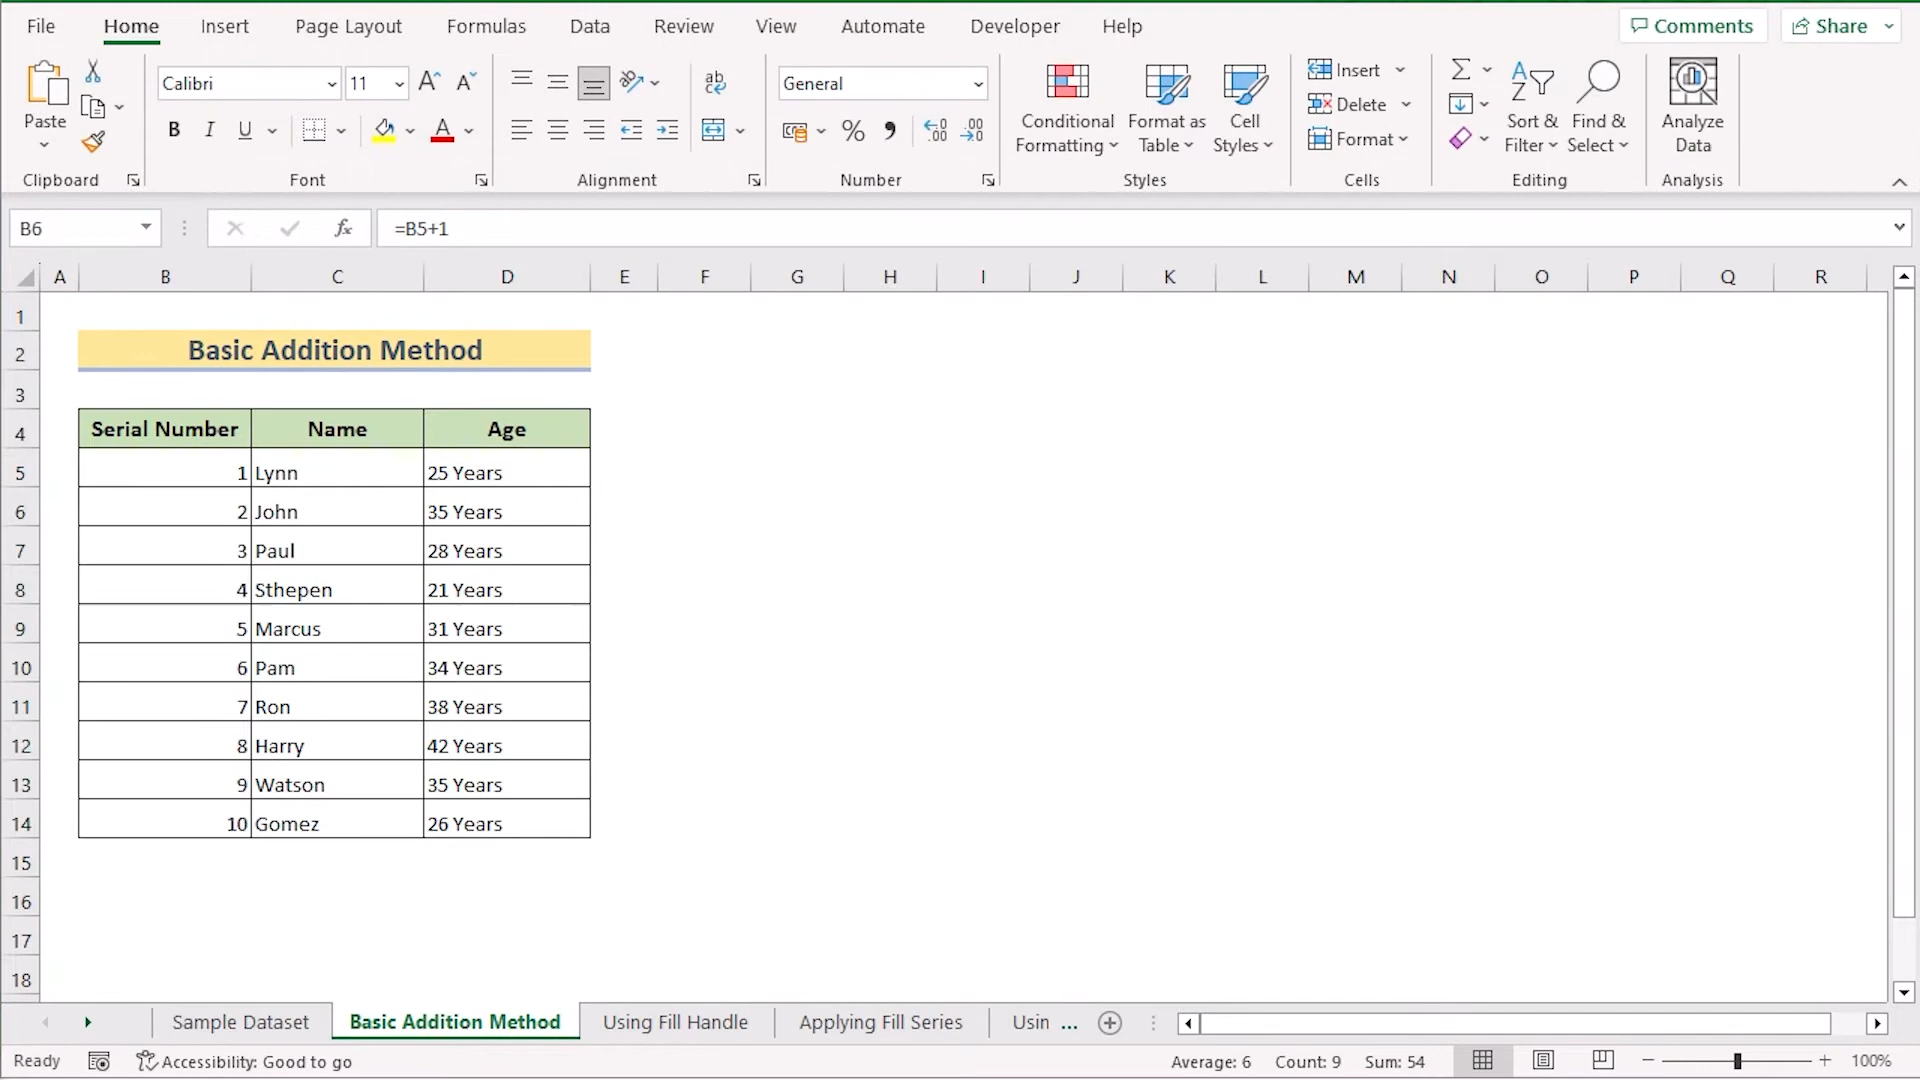 File Home Insert Page Layout Formulas Data Review View Automate Developer Help Comments Share
Calibri 11 A A ab General Insert
Delete
Paste B I U A % .00 .00 Conditional Format as Cell Format Sort & Find & Analyze
Formatting Table Styles Filter Select Data
Clipboard Font Alignment Number Styles Cells Editing Analysis
B6 fx =B5+1
A B C D E F G H I J K L M N O P Q R
1
2 Basic Addition Method
3
4 Serial Number Name Age
5 1 Lynn 25 Years
6 2 John 35 Years
7 3 Paul 28 Years
8 4 Sthepen 21 Years
9 5 Marcus 31 Years
10 6 Pam 34 Years
11 7 Ron 38 Years
12 8 Harry 42 Years
13 9 Watson 35 Years
14 10 Gomez 26 Years
15
16
17
18
Sample Dataset Basic Addition Method Using Fill Handle Applying Fill Series Usin ...
Ready Accessibility: Good to go Average: 6 Count: 9 Sum: 54 100%